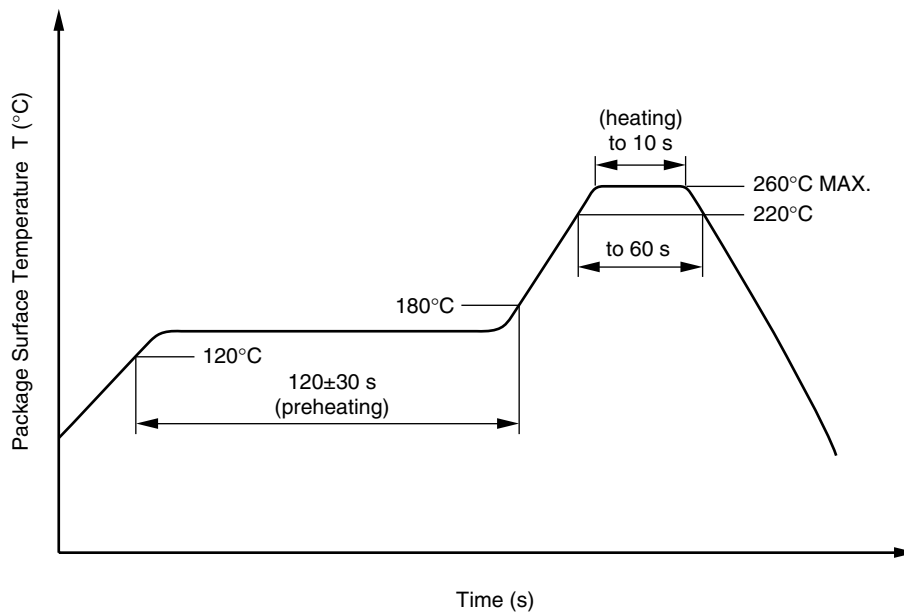 Package Surface Temperature T (°C)
(heating)
to 10 s
260°C MAX.
220°C
to 60 s
180°C
120°C
120±30 s
(preheating)
Time (s)